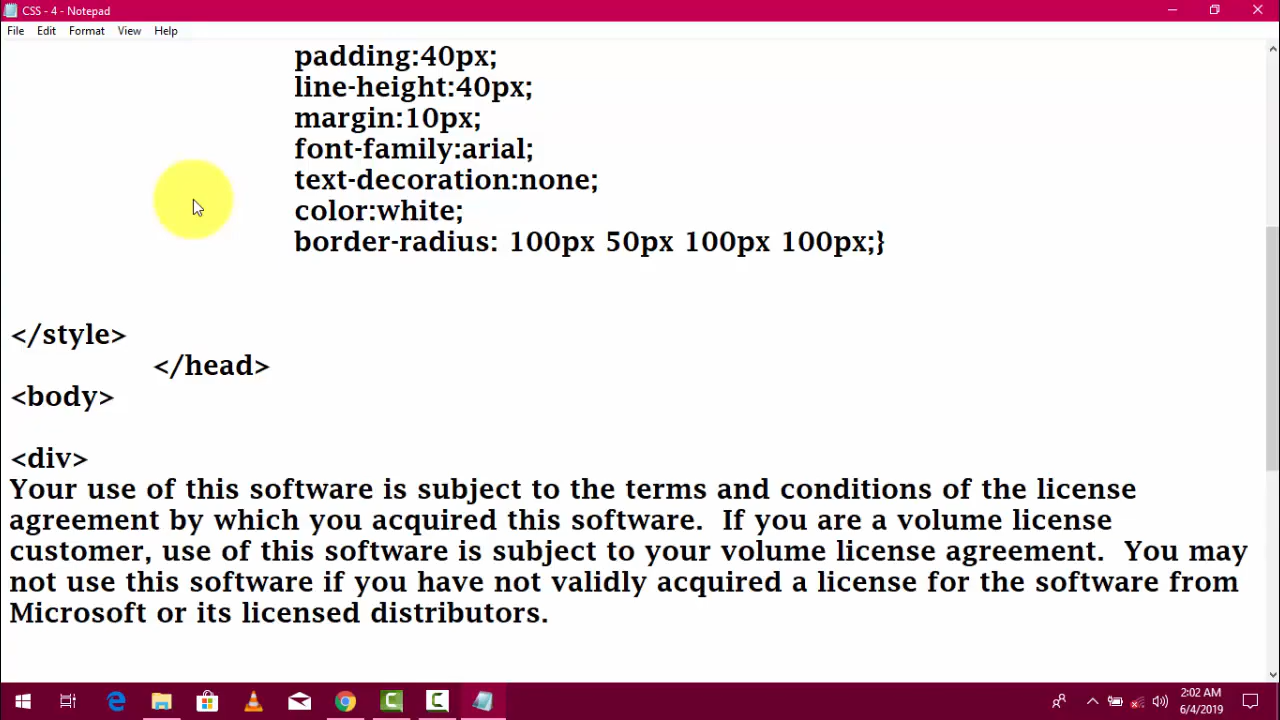 CSS - 4 - Notepad
File Edit Format View Help
padding:40px;
line-height:40px;
margin:10px;
font-family:arial;
text-decoration:none;
color:white;
border-radius: 100px 50px 100px 100px;}
</style>
</head>
<body>
<div>
Your use of this software is subject to the terms and conditions of the license
agreement by which you acquired this software.  If you are a volume license
customer, use of this software is subject to your volume license agreement.  You may
not use this software if you have not validly acquired a license for the software from
Microsoft or its licensed distributors.
2:02 AM
6/4/2019